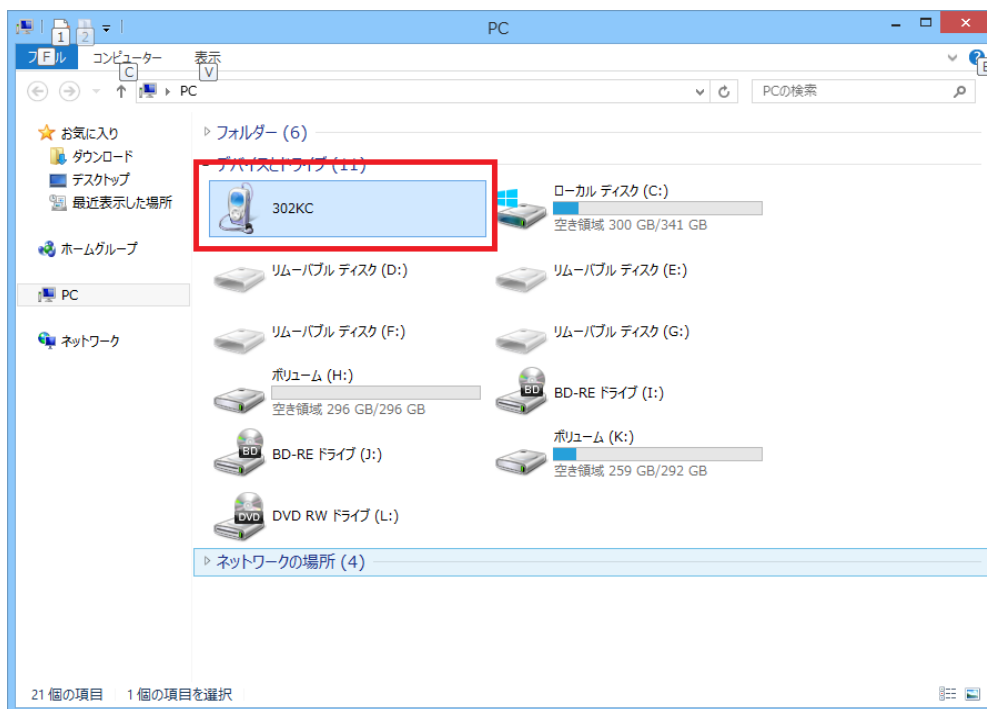 PC
1 2
フ F ル コンピューター 表示
C V E
PC
PCの検索
お気に入り
ダウンロード
デスクトップ
最近表示した場所
ホームグループ
PC
ネットワーク
フォルダー (6)
デバイスとドライブ (11)
302KC
ローカル ディスク (C:)
空き領域 300 GB/341 GB
リムーバブル ディスク (D:)
リムーバブル ディスク (E:)
リムーバブル ディスク (F:)
リムーバブル ディスク (G:)
ボリューム (H:)
空き領域 296 GB/296 GB
BD
BD-RE ドライブ (I:)
BD
BD-RE ドライブ (J:)
ボリューム (K:)
空き領域 259 GB/292 GB
DVD
DVD RW ドライブ (L:)
ネットワークの場所 (4)
21 個の項目 1 個の項目を選択